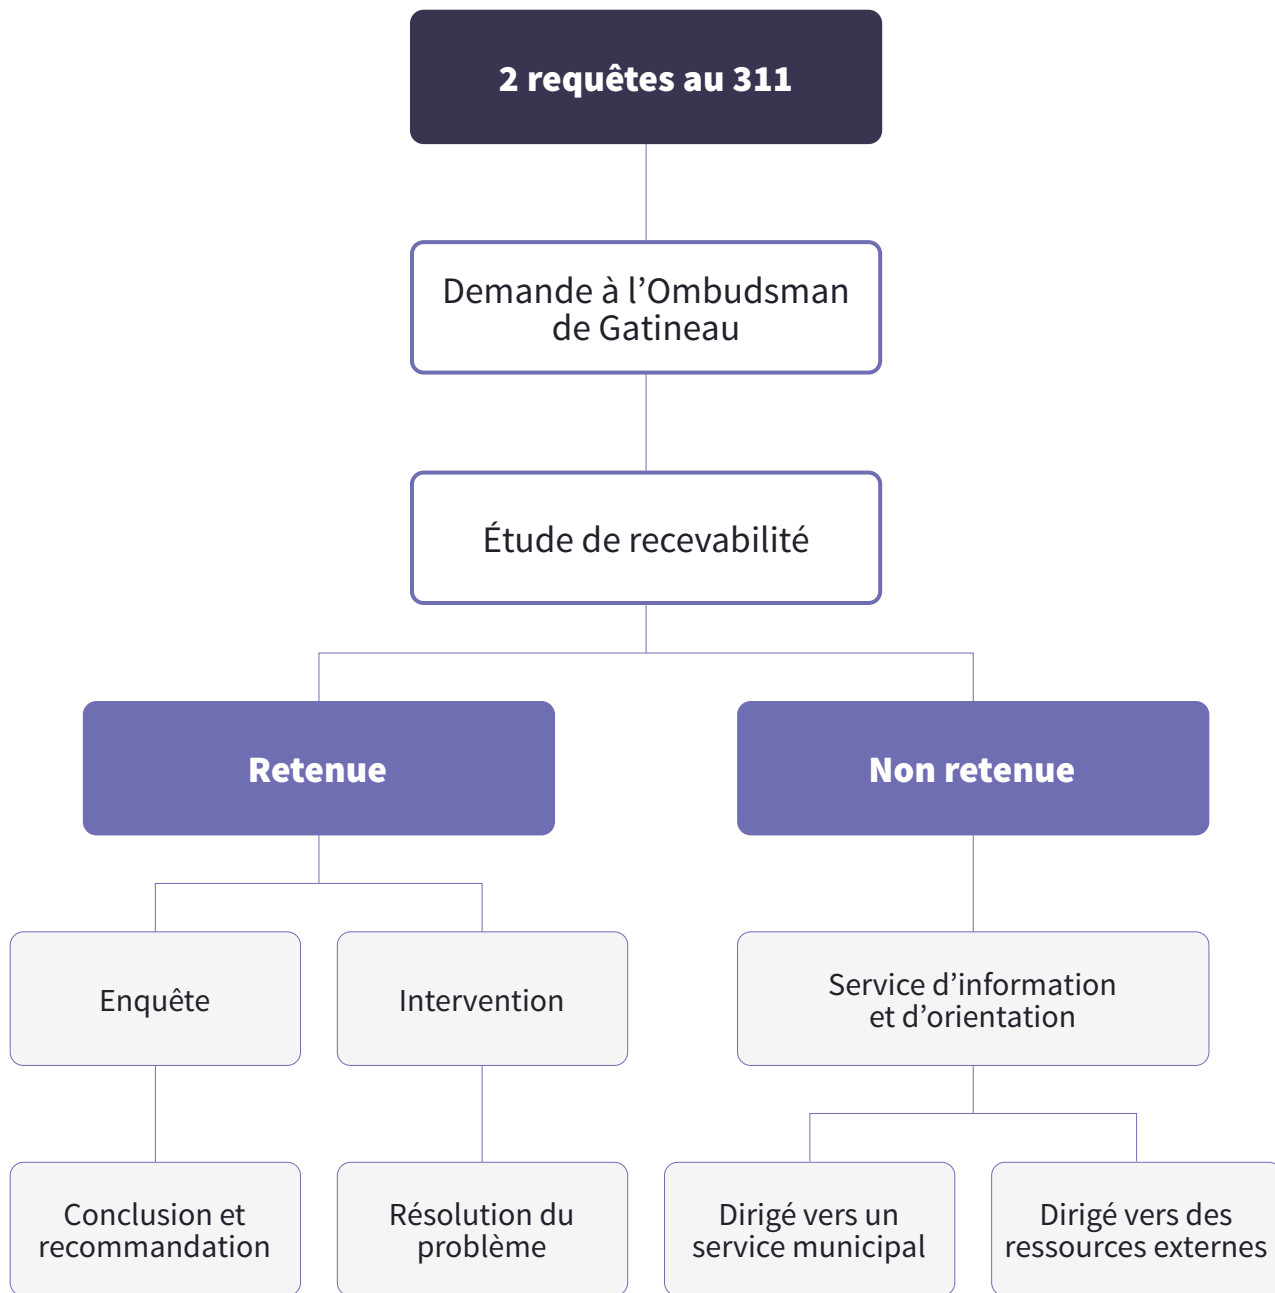 2 requêtes au 311
Demande à l’Ombudsman
de Gatineau
Étude de recevabilité
Retenue
Non retenue
Enquête
Intervention
Service d’information
et d’orientation
Conclusion et
recommandation
Résolution du
problème
Dirigé vers un
service municipal
Dirigé vers des
ressources externes